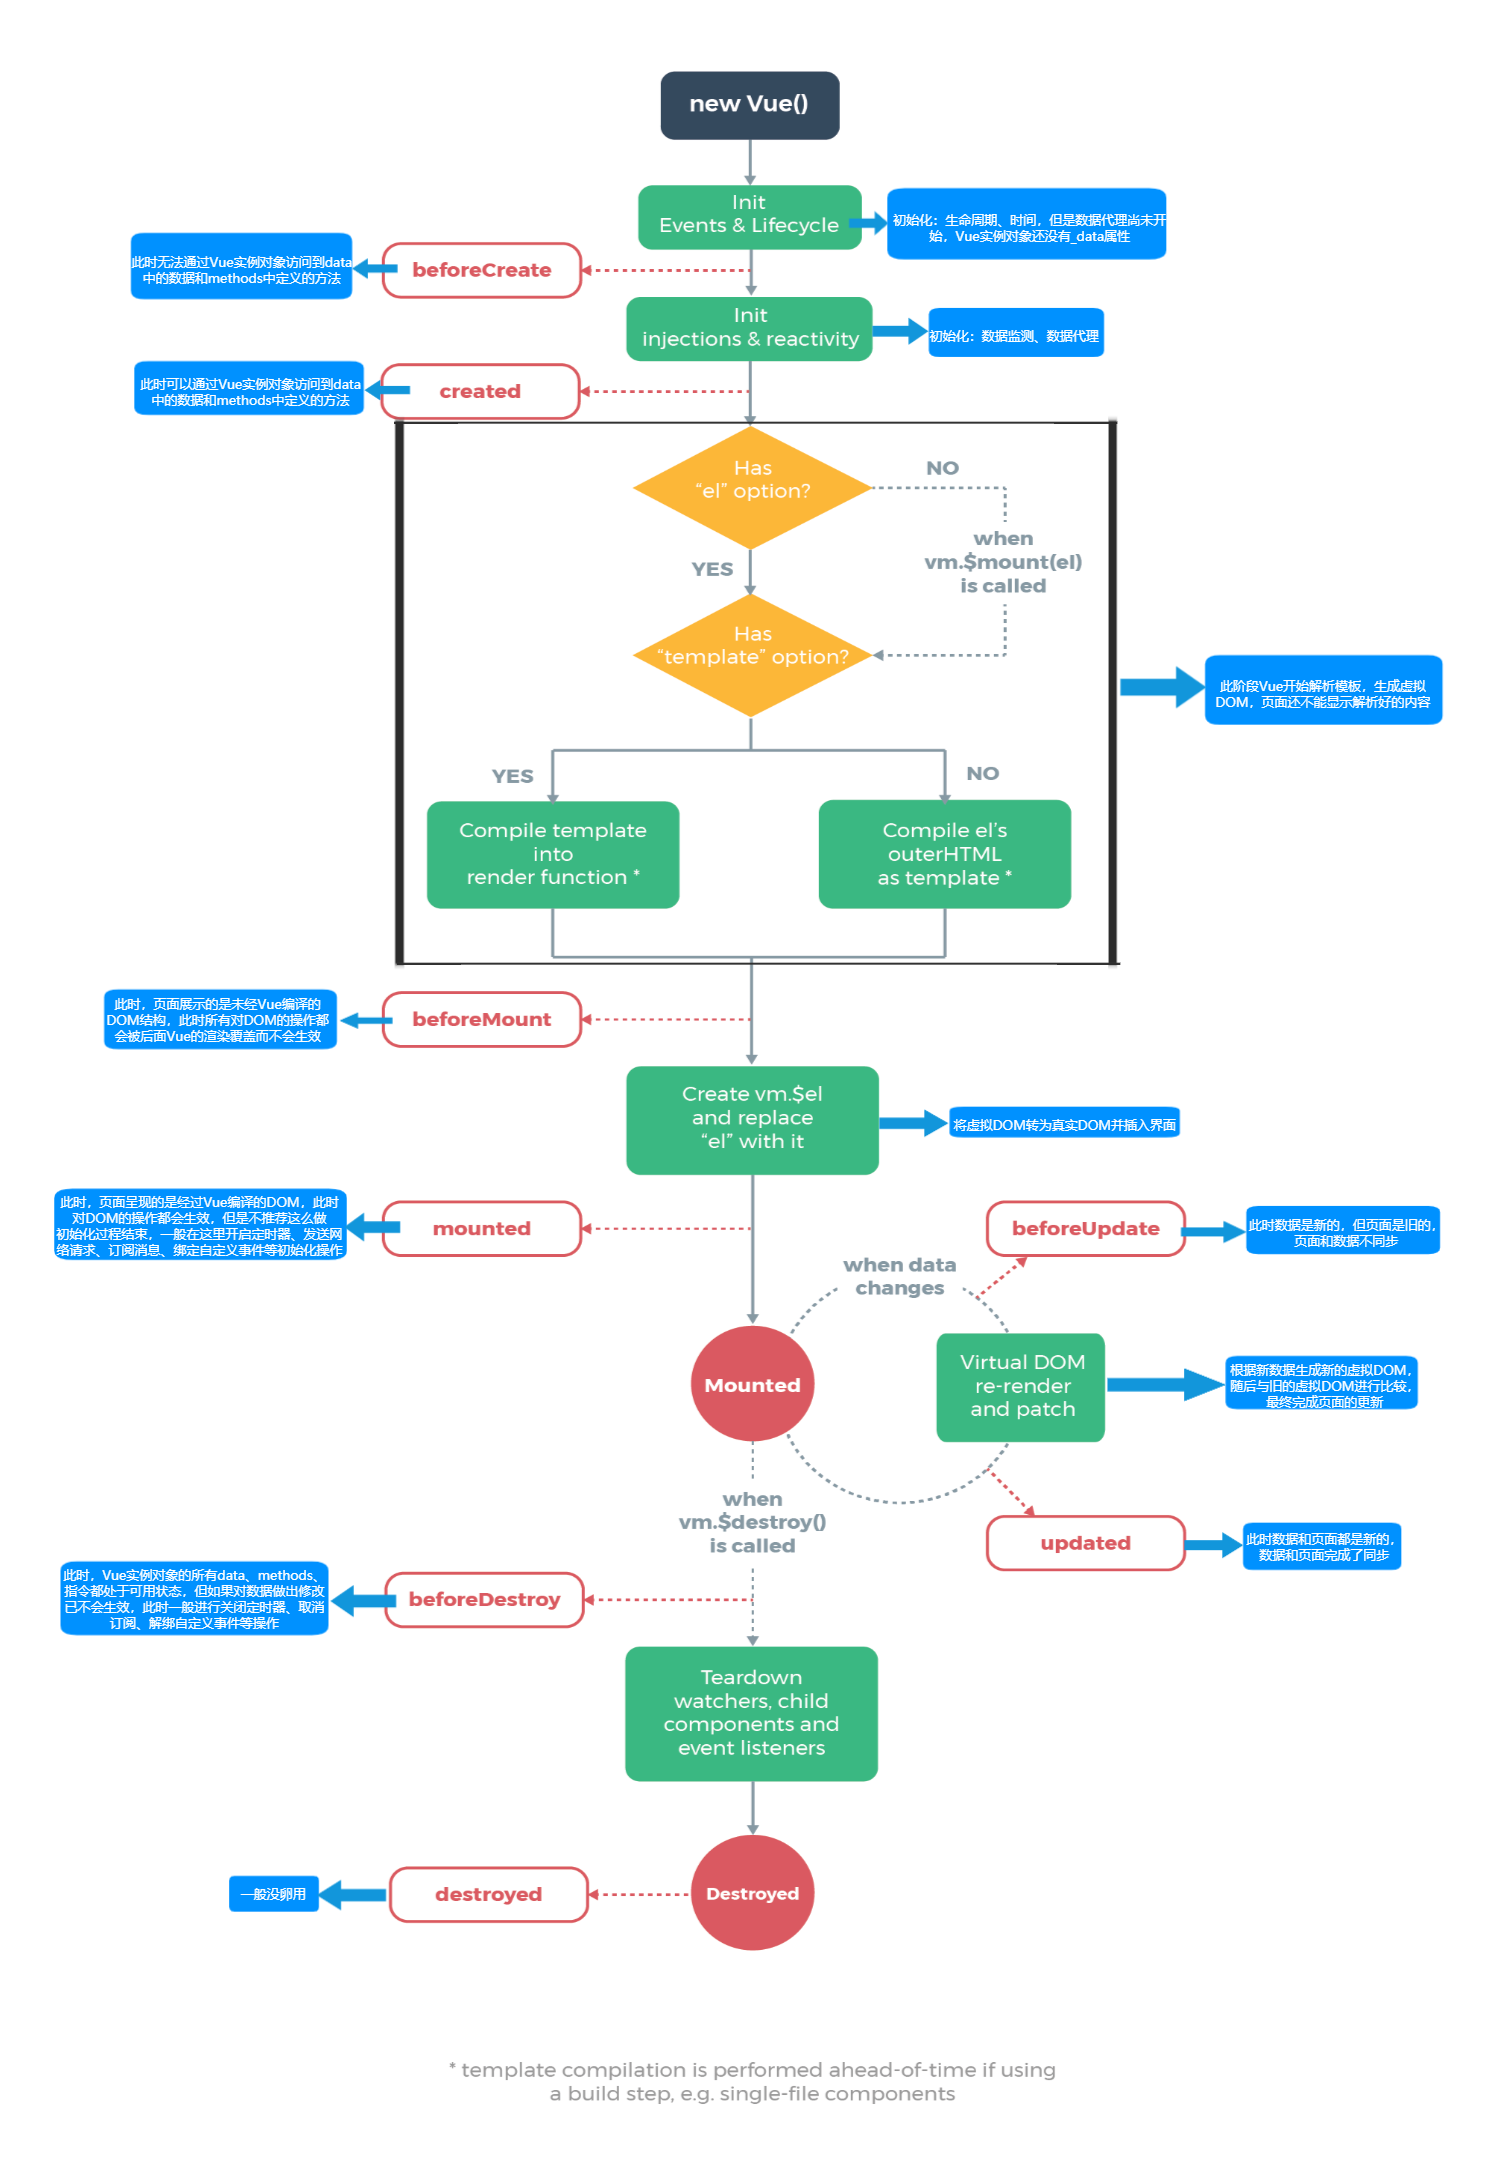 new Vue()
Init
Events & Lifecycle
初始化：生命周期、时间，但是数据代理尚未开
始，Vue实例对象还没有_data属性
此时无法通过Vue实例对象访问到data
中的数据和methods中定义的方法
beforeCreate
Init
injections & reactivity
初始化：数据监测、数据代理
此时可以通过Vue实例对象访问到data
中的数据和methods中定义的方法
created
Has
“el” option?
NO
when
vm.$mount(el)
is called
YES
Has
“template” option?
此阶段Vue开始解析模板，生成虚拟
DOM，页面还不能显示解析好的内容
YES
NO
Compile template
into
render function *
Compile el’s
outerHTML
as template *
此时，页面展示的是未经Vue编译的
DOM结构，此时所有对DOM的操作都
会被后面Vue的渲染覆盖而不会生效
beforeMount
Create vm.$el
and replace
“el” with it
将虚拟DOM转为真实DOM并插入界面
此时，页面呈现的是经过Vue编译的DOM，此时
对DOM的操作都会生效，但是不推荐这么做
初始化过程结束，一般在这里开启定时器、发送网
络请求、订阅消息、绑定自定义事件等初始化操作
mounted
beforeUpdate
此时数据是新的，但页面是旧的，
页面和数据不同步
when data
changes
Mounted
Virtual DOM
re-render
and patch
根据新数据生成新的虚拟DOM，
随后与旧的虚拟DOM进行比较，
最终完成页面的更新
when
vm.$destroy()
is called
updated
此时数据和页面都是新的，
数据和页面完成了同步
此时，Vue实例对象的所有data、methods、
指令都处于可用状态，但如果对数据做出修改
已不会生效，此时一般进行关闭定时器、取消
订阅、解绑自定义事件等操作
beforeDestroy
Teardown
watchers, child
components and
event listeners
一般没卵用
destroyed
Destroyed
* template compilation is performed ahead-of-time if using
a build step, e.g. single-file components